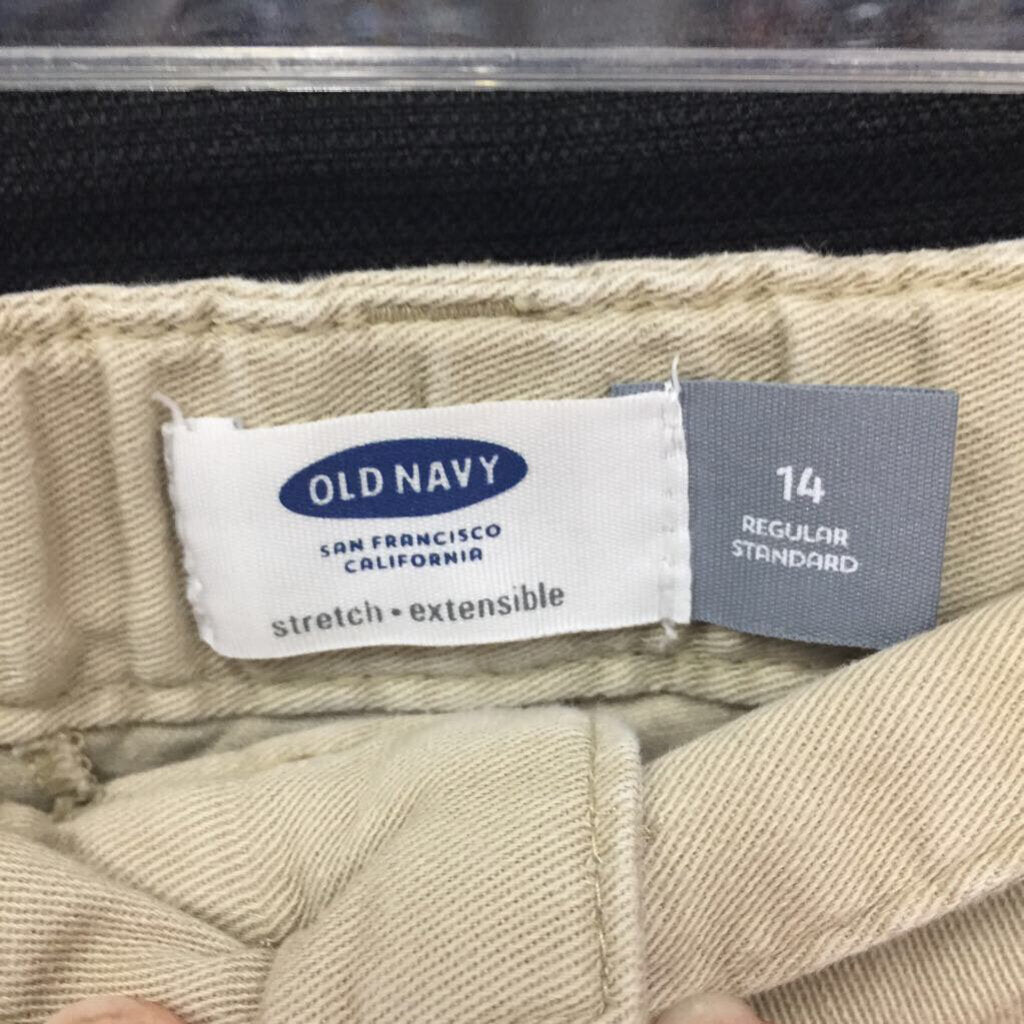 OLD NAVY
SAN FRANCISCO
CALIFORNIA
stretch • extensible
14
REGULAR
STANDARD